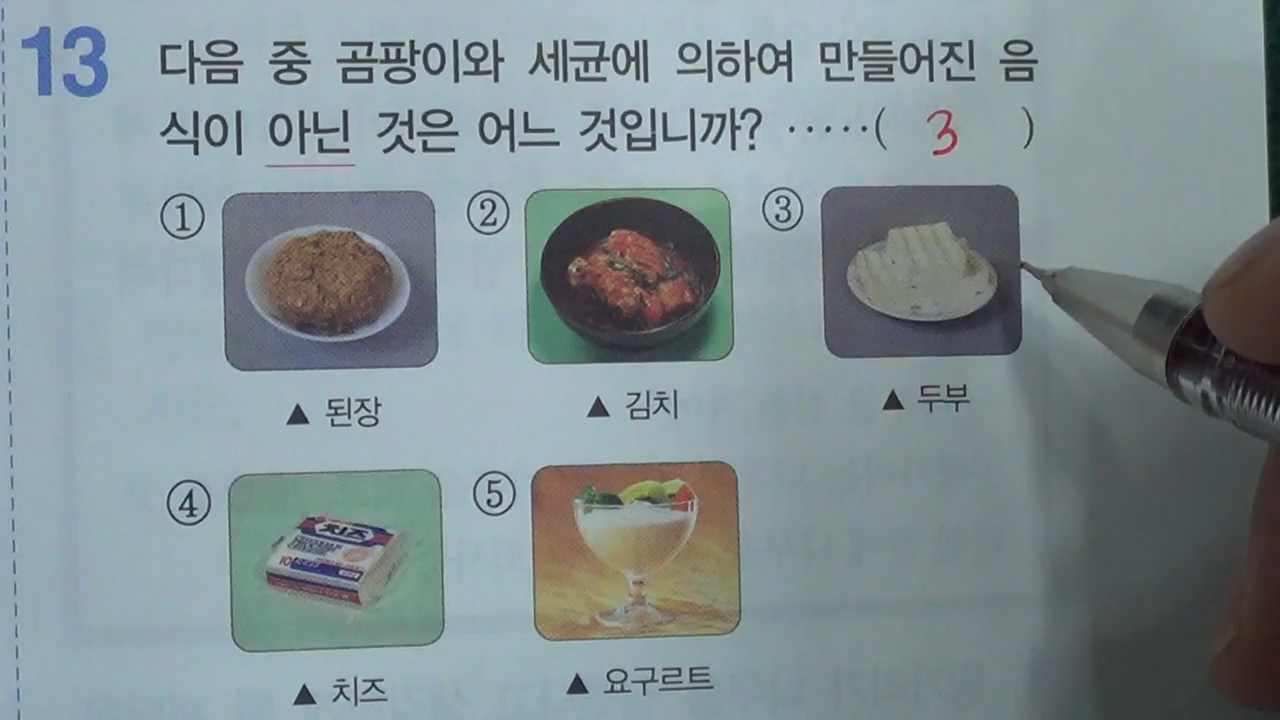 13 다음 중 곰팡이와 세균에 의하여 만들어진 음
식이 아닌 것은 어느 것입니까? ·····( 3 )
① ② ③
▲ 된장 ▲ 김치 ▲ 두부
④ ⑤
치즈
10
▲ 치즈 ▲ 요구르트